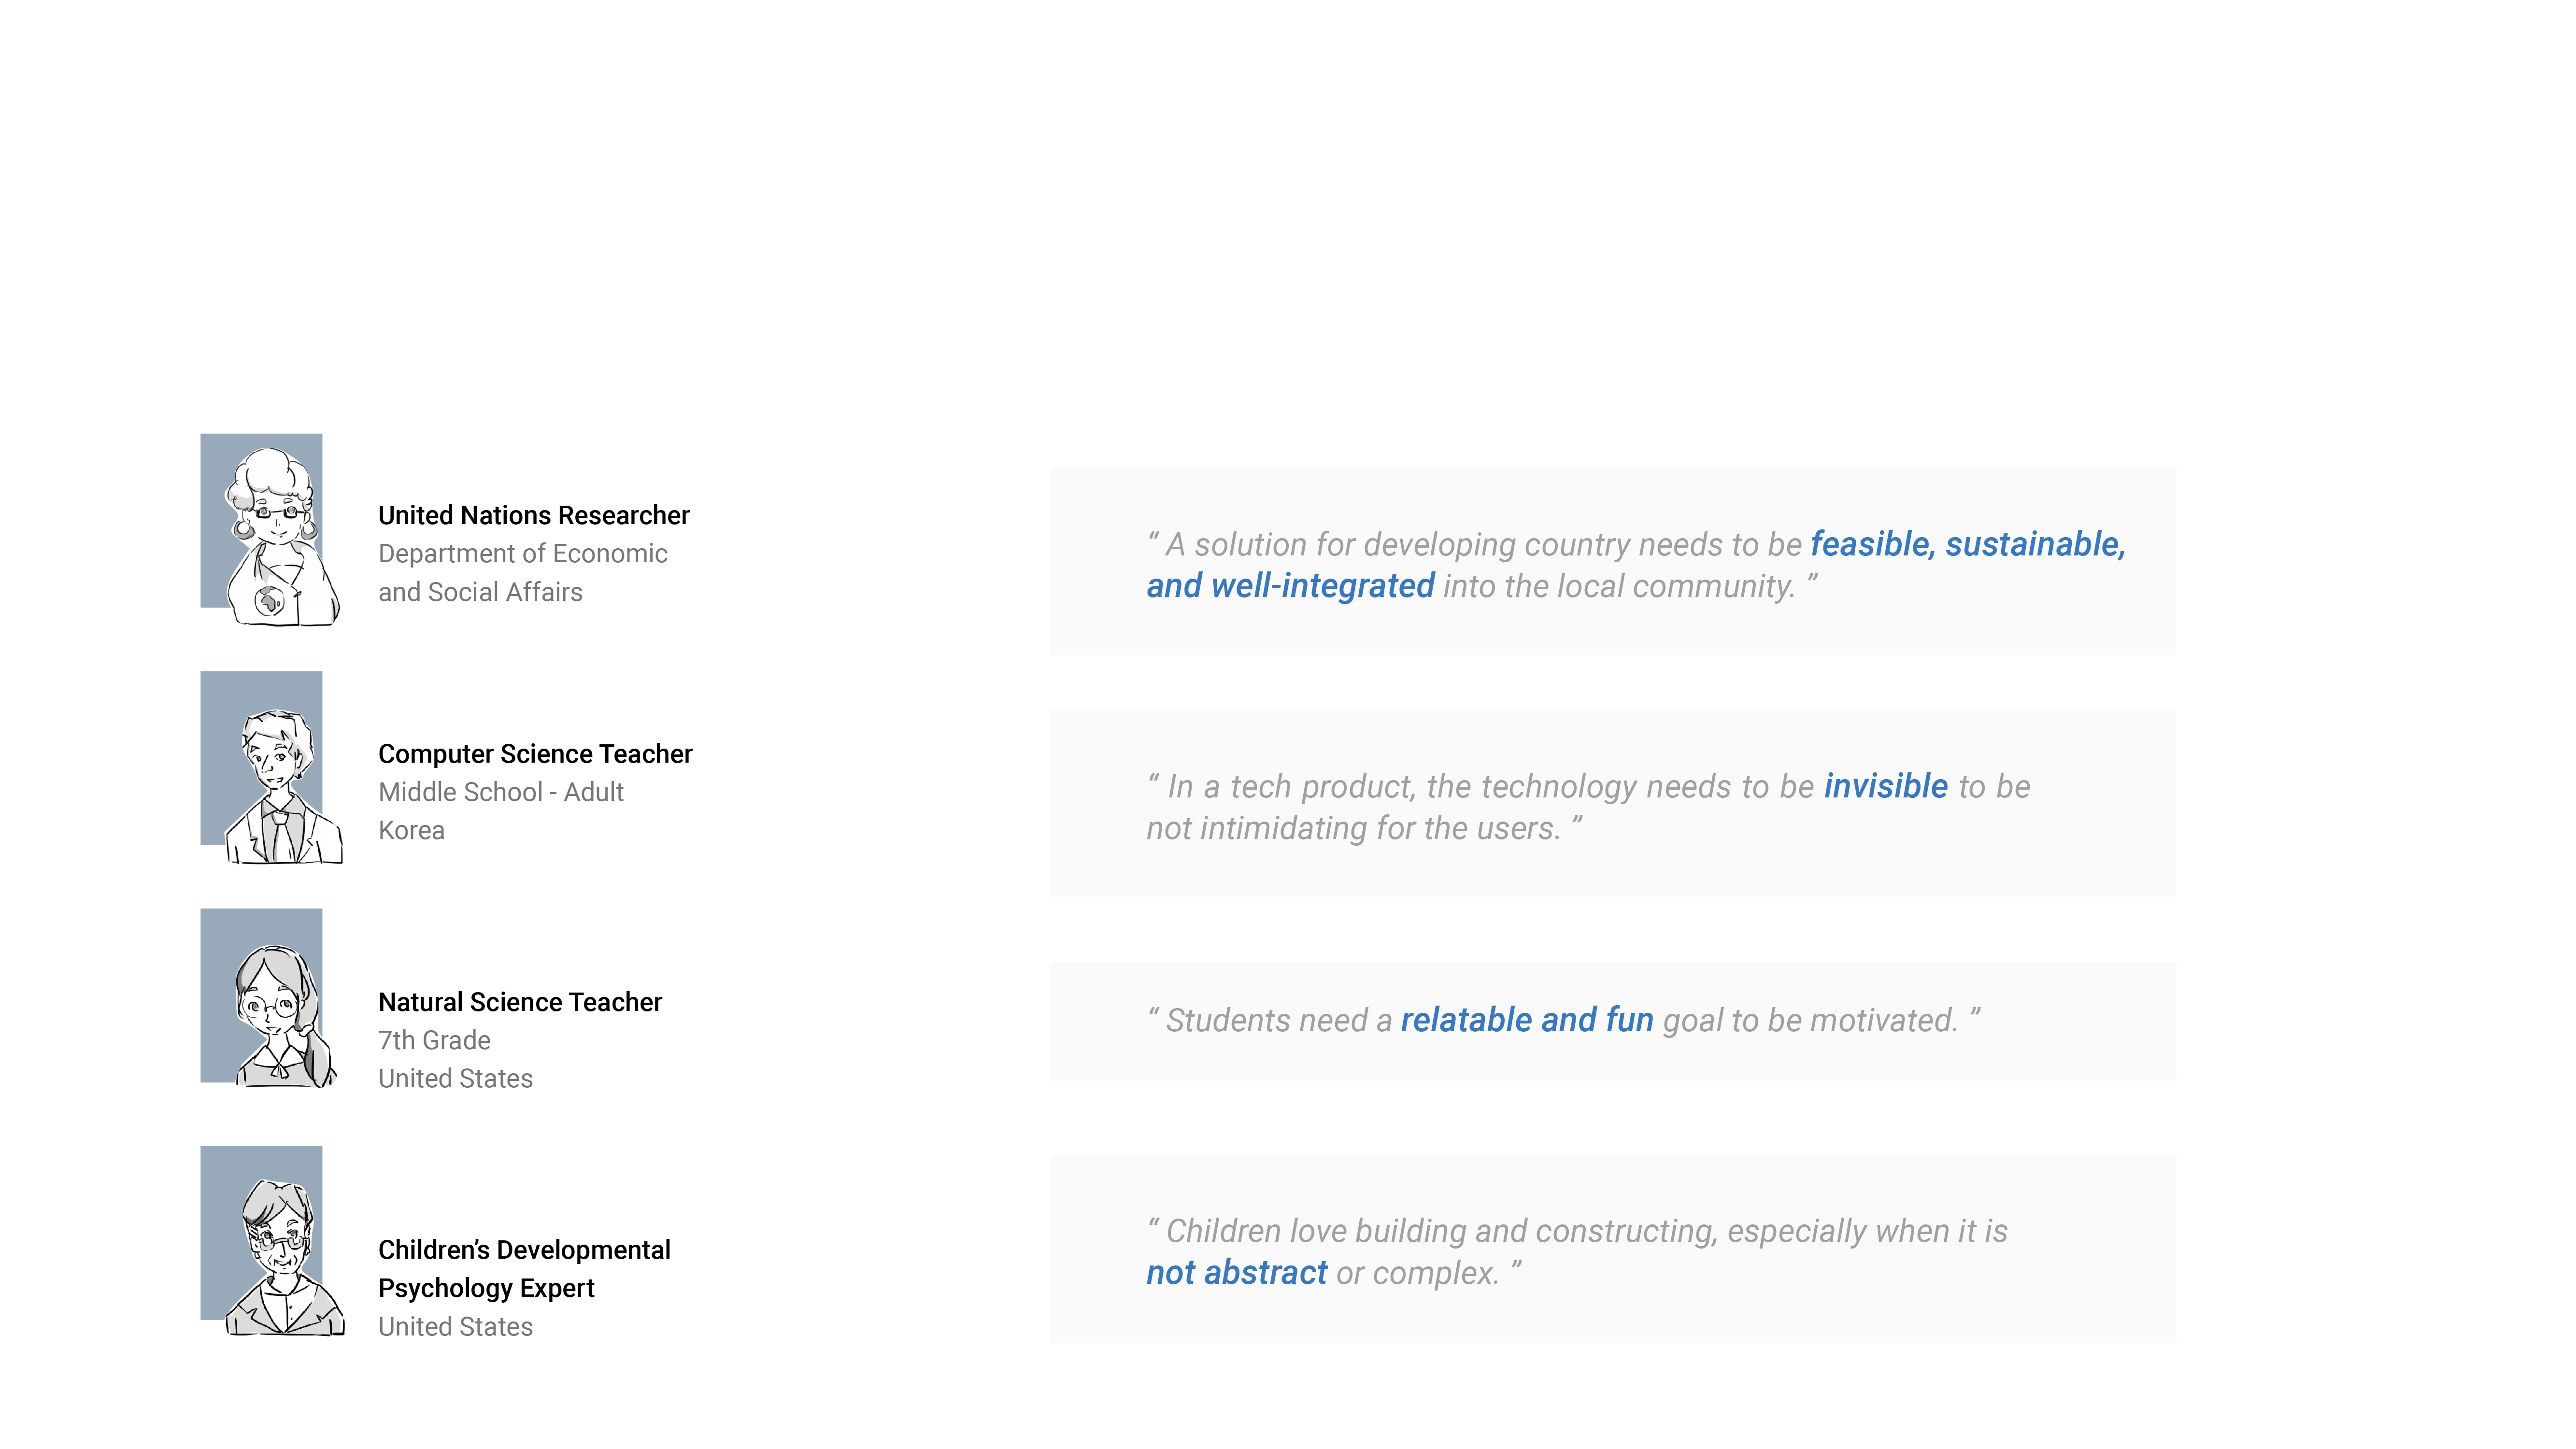 United Nations Researcher
Department of Economic
and Social Affairs
“ A solution for developing country needs to be feasible, sustainable,
and well-integrated into the local community. ”
Computer Science Teacher
Middle School - Adult
Korea
“ In a tech product, the technology needs to be invisible to be
not intimidating for the users. ”
Natural Science Teacher
7th Grade
United States
“ Students need a relatable and fun goal to be motivated. ”
Children’s Developmental
Psychology Expert
United States
“ Children love building and constructing, especially when it is
not abstract or complex. ”